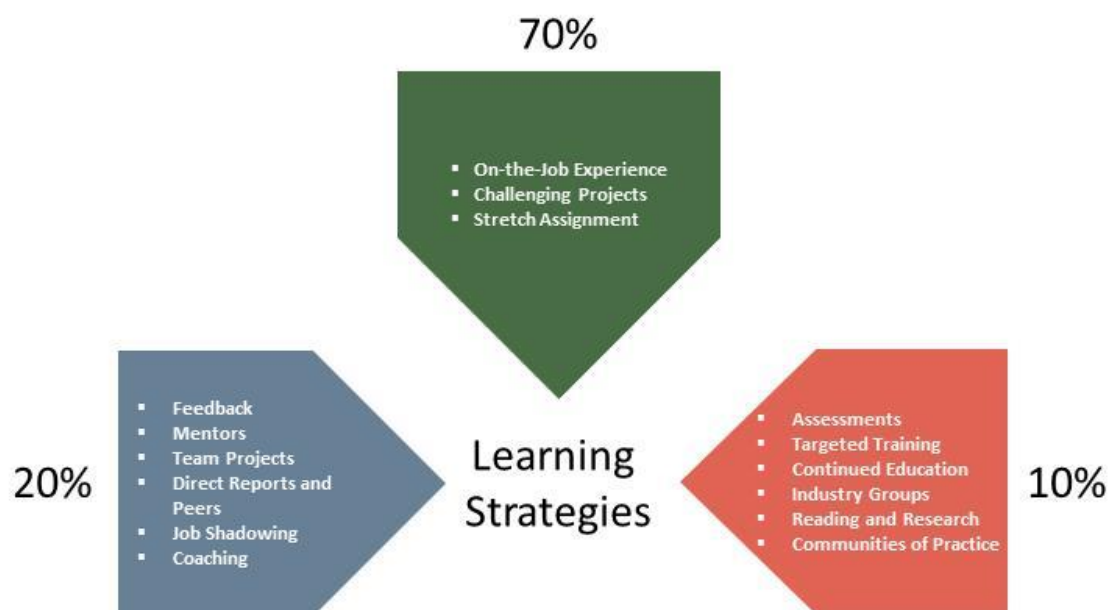 70%
▪ On-the-Job Experience
▪ Challenging Projects
▪ Stretch Assignment
20%
▪ Feedback
▪ Mentors
▪ Team Projects
▪ Direct Reports and
Peers
▪ Job Shadowing
▪ Coaching
Learning
Strategies
▪ Assessments
▪ Targeted Training
▪ Continued Education
▪ Industry Groups
▪ Reading and Research
▪ Communities of Practice
10%